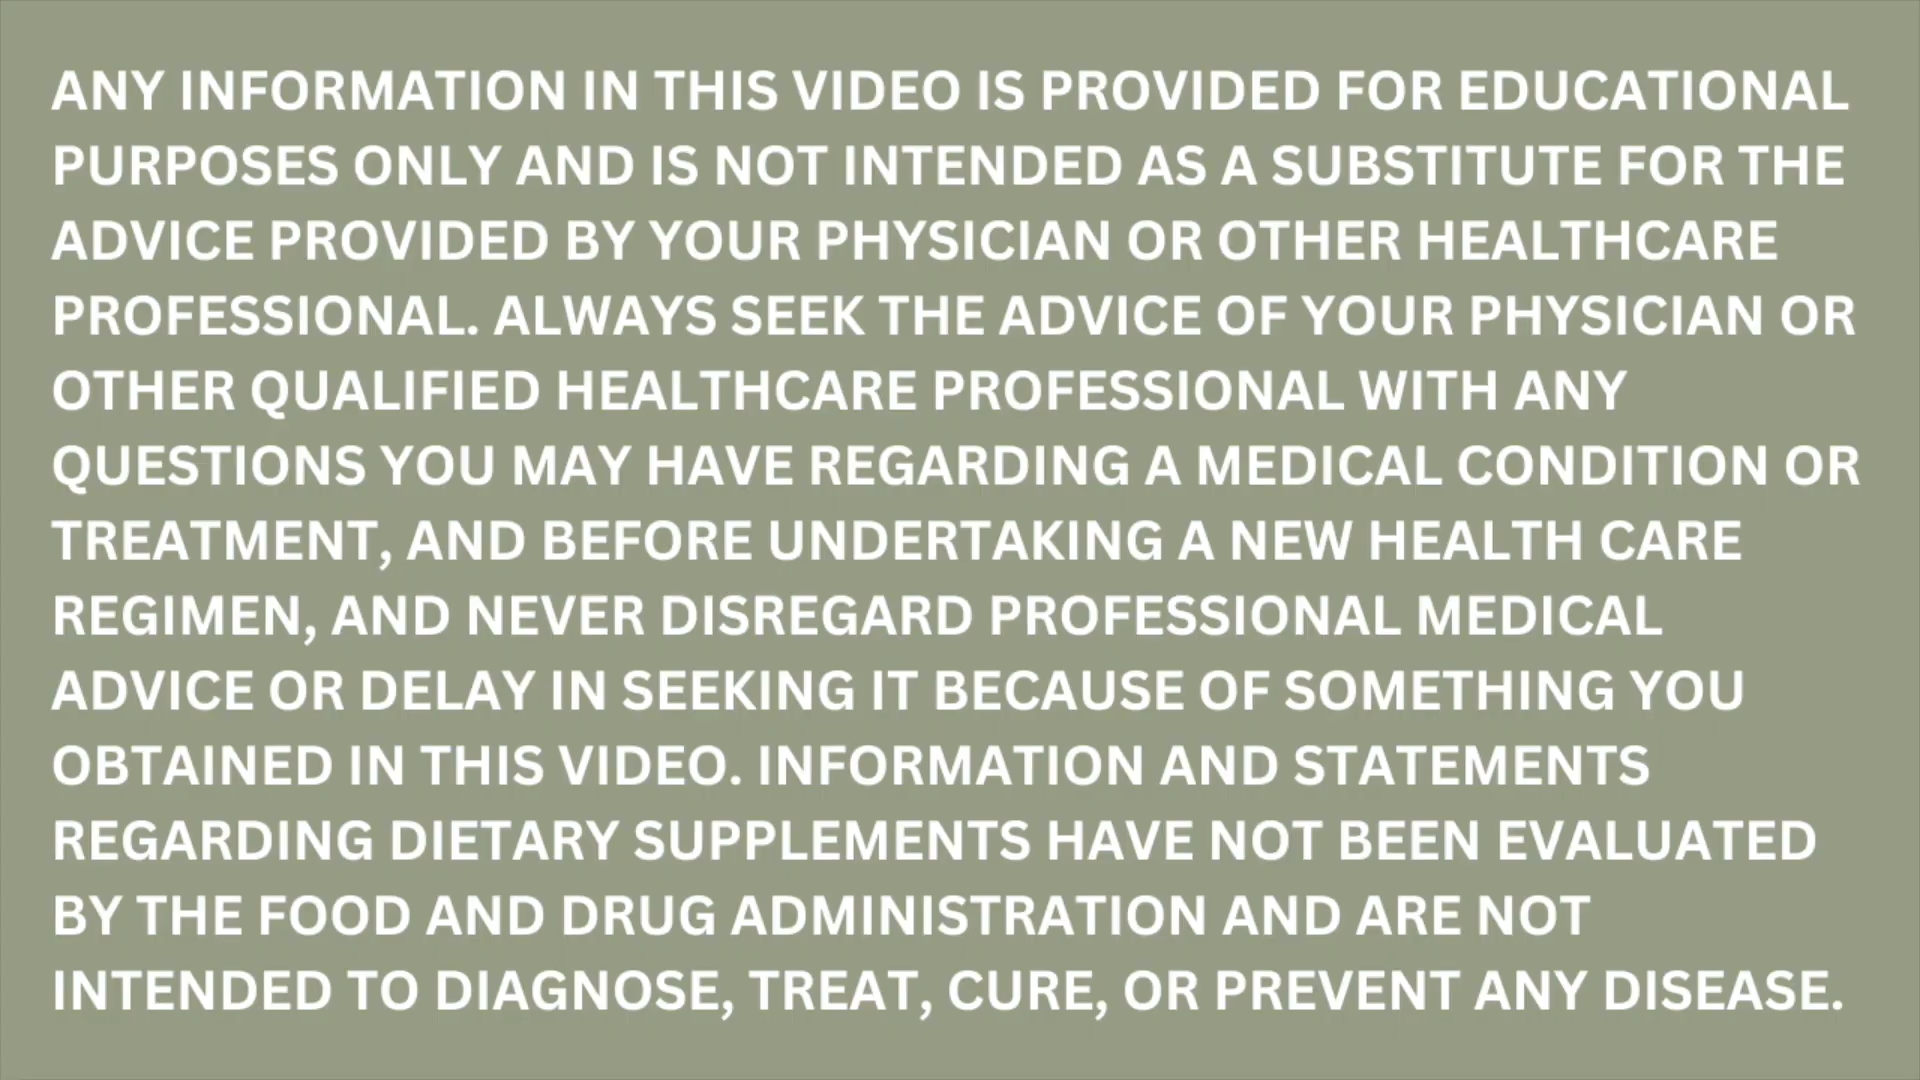 ANY INFORMATION IN THIS VIDEO IS PROVIDED FOR EDUCATIONAL
PURPOSES ONLY AND IS NOT INTENDED AS A SUBSTITUTE FOR THE
ADVICE PROVIDED BY YOUR PHYSICIAN OR OTHER HEALTHCARE
PROFESSIONAL. ALWAYS SEEK THE ADVICE OF YOUR PHYSICIAN OR
OTHER QUALIFIED HEALTHCARE PROFESSIONAL WITH ANY
QUESTIONS YOU MAY HAVE REGARDING A MEDICAL CONDITION OR
TREATMENT, AND BEFORE UNDERTAKING A NEW HEALTH CARE
REGIMEN, AND NEVER DISREGARD PROFESSIONAL MEDICAL
ADVICE OR DELAY IN SEEKING IT BECAUSE OF SOMETHING YOU
OBTAINED IN THIS VIDEO. INFORMATION AND STATEMENTS
REGARDING DIETARY SUPPLEMENTS HAVE NOT BEEN EVALUATED
BY THE FOOD AND DRUG ADMINISTRATION AND ARE NOT
INTENDED TO DIAGNOSE, TREAT, CURE, OR PREVENT ANY DISEASE.